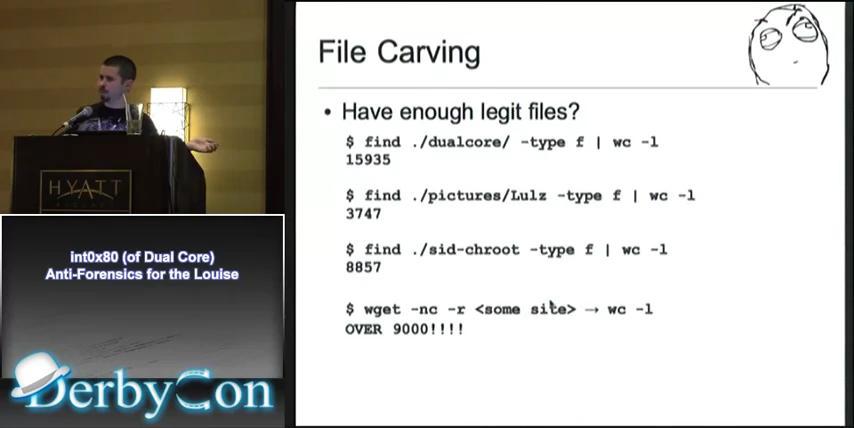 HYATT
int0x80 (of Dual Core)
Anti-Forensics for the Louise
DerbyCon
File Carving
• Have enough legit files?
$ find ./dualcore/ -type f | wc -l
15935
$ find ./pictures/Lulz -type f | wc -l
3747
$ find ./sid-chroot -type f | wc -l
8857
$ wget -nc -r <some site> → wc -l
OVER 9000!!!!